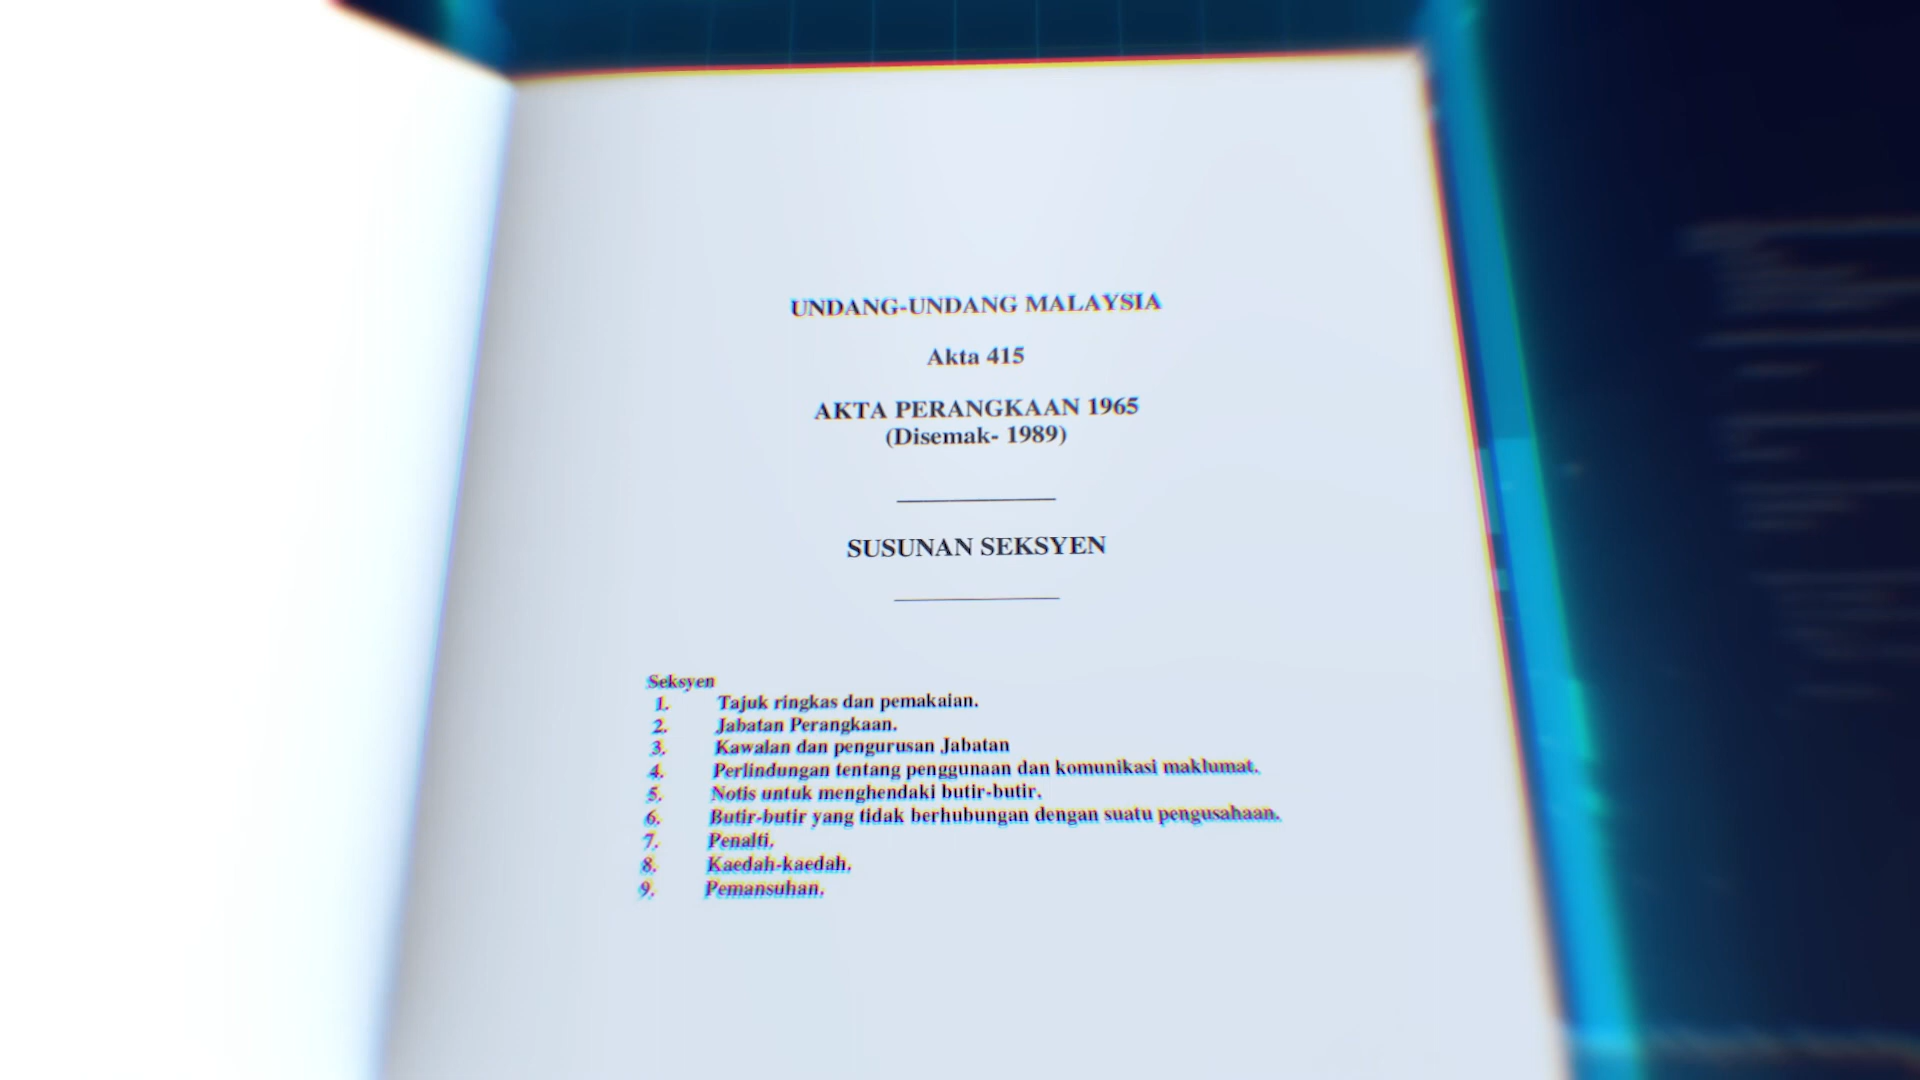 UNDANG-UNDANG MALAYSIA
Akta 415
AKTA PERANGKAAN 1965
(Disemak- 1989)
SUSUNAN SEKSYEN
Seksyen
1. Tajuk ringkas dan pemakaian.
2. Jabatan Perangkaan.
3. Kawalan dan pengurusan Jabatan
4. Perlindungan tentang penggunaan dan komunikasi maklumat.
5. Notis untuk menghendaki butir-butir.
6. Butir-butir yang tidak berhubungan dengan suatu pengusahaan.
7. Penalti.
8. Kaedah-kaedah.
9. Pemansuhan.